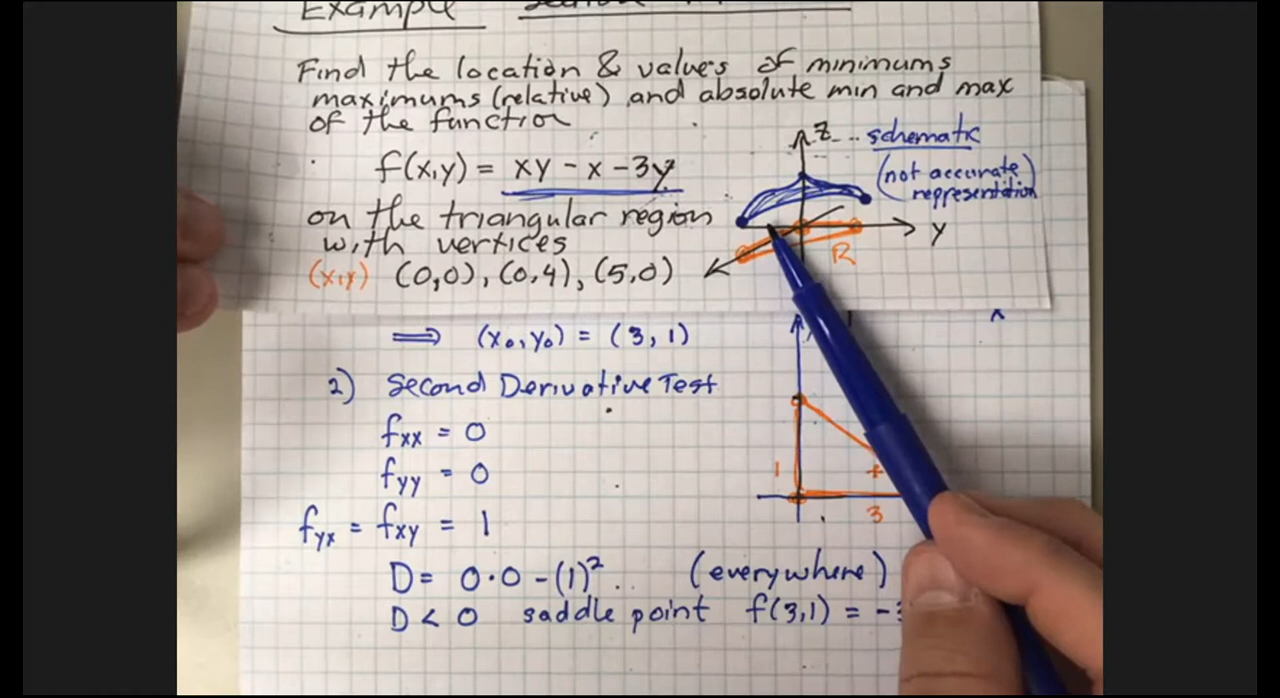 Example
Find the location & values of minimums
maximums (relative) and absolute min and max
of the function
f(x,y) = xy - x - 3y
on the triangular region
with vertices
(x,y) (0,0), (0,4), (5,0)
z
schematic
(not accurate
representation
y
R
⟹ (x₀,y₀) = (3,1)
2) Second Derivative Test
fxx = 0
fyy = 0
fyx = fxy = 1
D = 0·0 - (1)² .. (everywhere)
D < 0 saddle point f(3,1) = -3
1
3